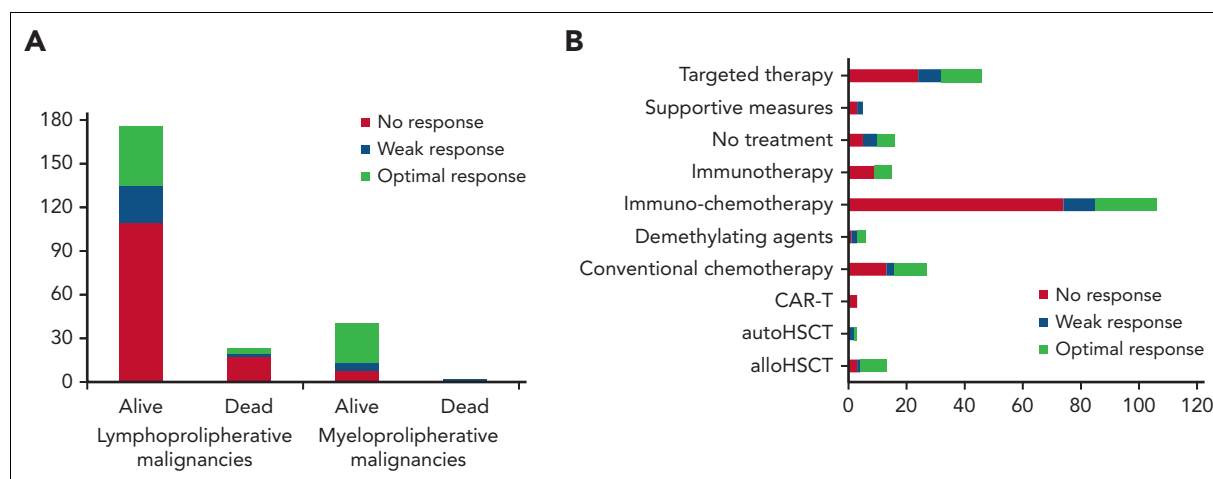 A
180
150
120
90
60
30
0
No response
Weak response
Optimal response
Alive
Dead
Alive
Dead
Lymphoprolipherative
malignancies
Myeloprolipherative
malignancies
B
Targeted therapy
Supportive measures
No treatment
Immunotherapy
Immuno-chemotherapy
Demethylating agents
Conventional chemotherapy
CAR-T
autoHSCT
alloHSCT
No response
Weak response
Optimal response
0 20 40 60 80 100 120